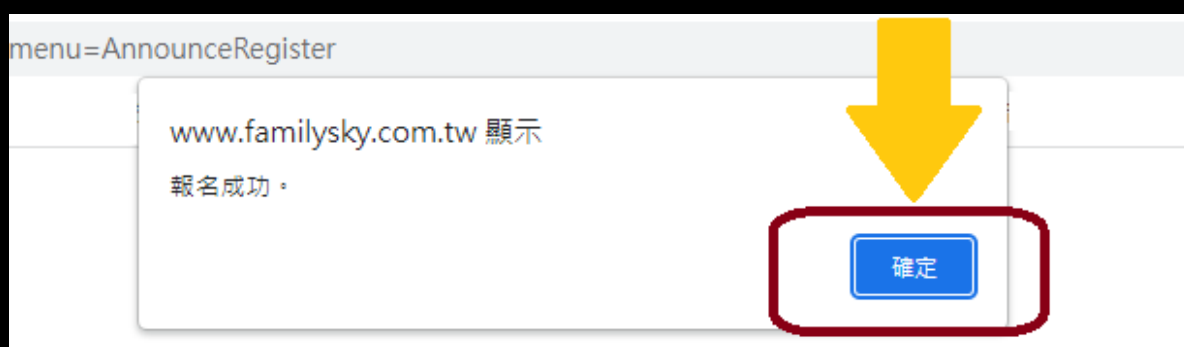 menu=AnnounceRegister
www.familysky.com.tw 顯示
報名成功。
確定